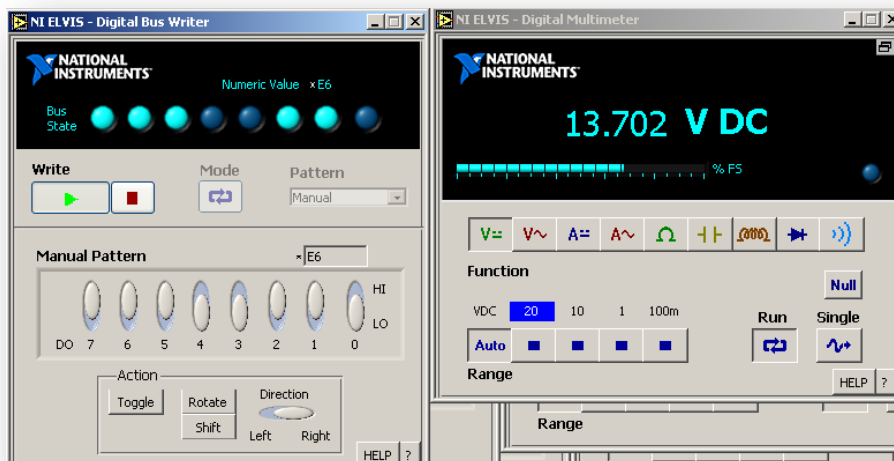 NI ELVIS - Digital Bus Writer
NATIONAL
INSTRUMENTS™
Numeric Value ×E6
Bus
State
Write
Mode
Pattern
Manual
Manual Pattern
×E6
HI
LO
DO 7 6 5 4 3 2 1 0
Action
Toggle
Rotate
Shift
Direction
Left Right
HELP ?
NI ELVIS - Digital Multimeter
NATIONAL
INSTRUMENTS™
13.702 V DC
% FS
V= V~ A= A~ Ω
Function
Null
VDC 20 10 1 100m
Run Single
Auto
Range
HELP ?
Range